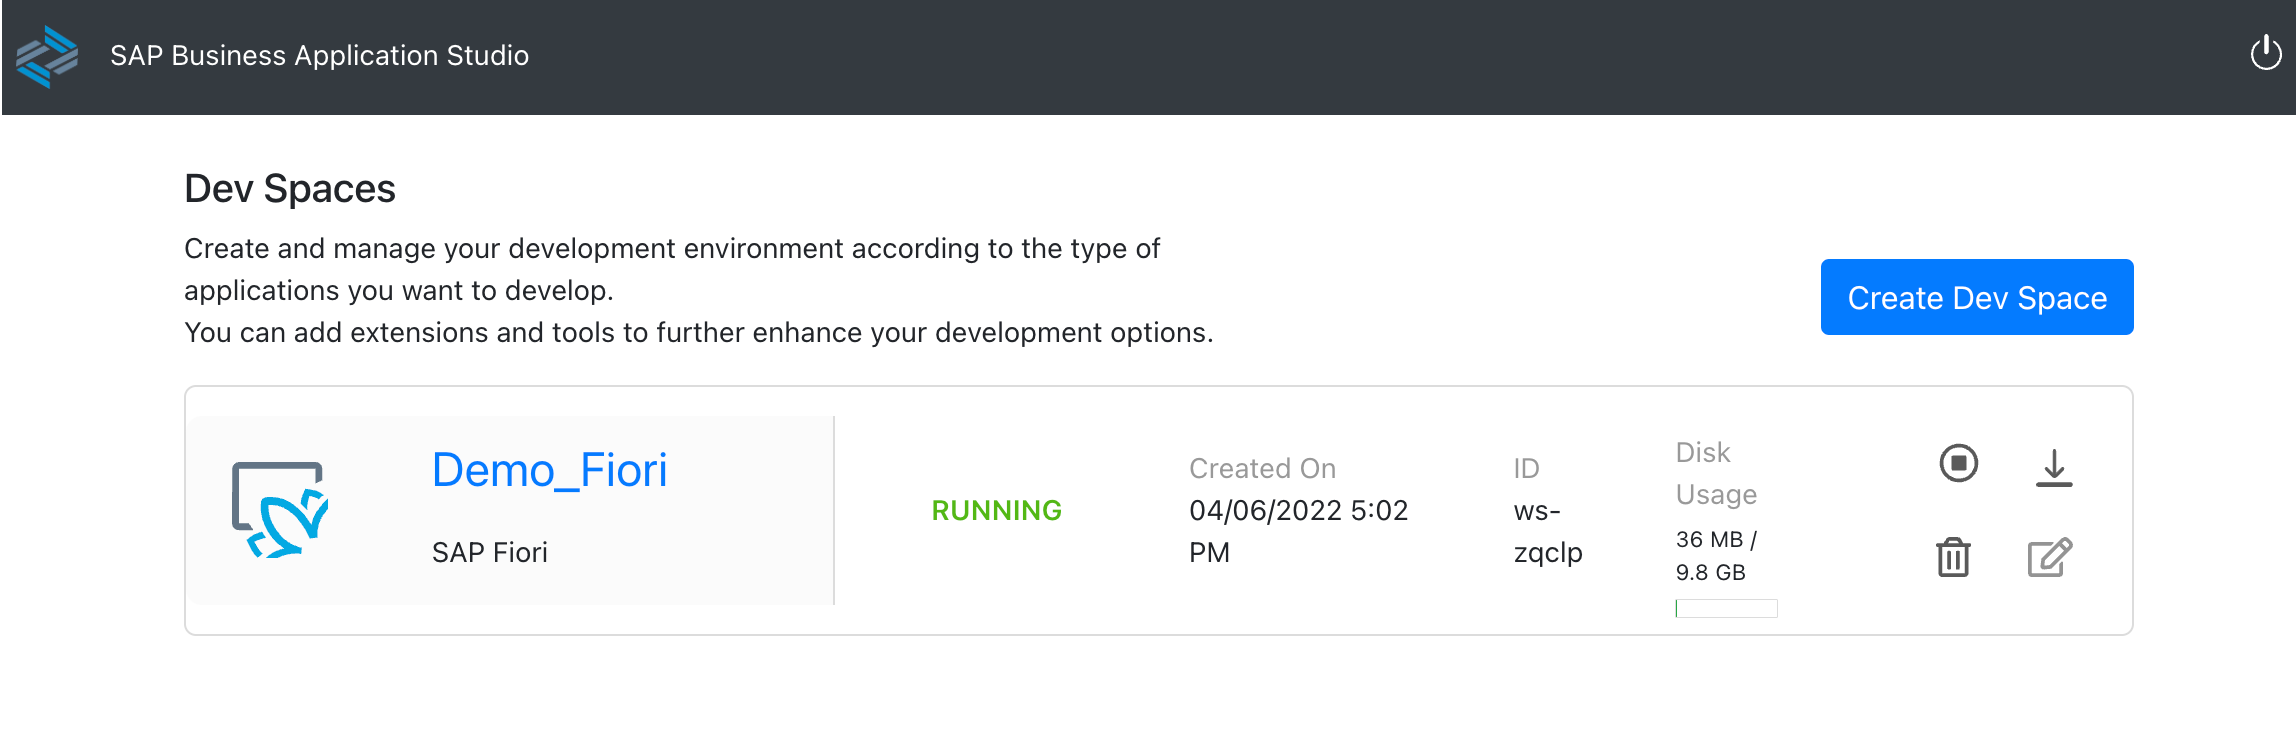 SAP Business Application Studio
Dev Spaces
Create and manage your development environment according to the type of
applications you want to develop.
You can add extensions and tools to further enhance your development options.
Create Dev Space
Demo_Fiori
SAP Fiori
RUNNING
Created On
04/06/2022 5:02
PM
ID
ws-
zqclp
Disk
Usage
36 MB /
9.8 GB